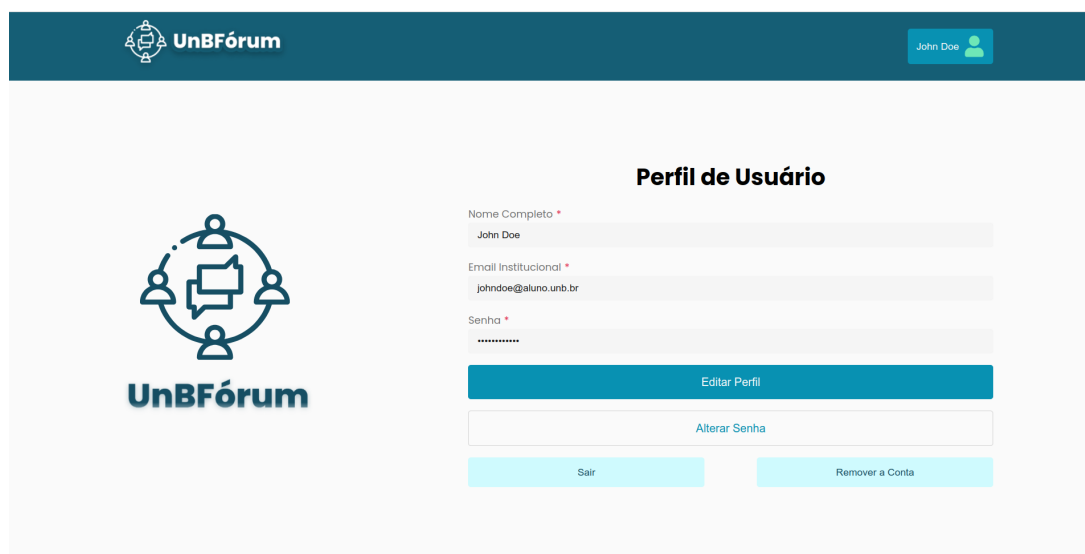 UnBFórum
John Doe
Perfil de Usuário
Nome Completo *
John Doe
Email Institucional *
johndoe@aluno.unb.br
Senha *
••••••••••••
Editar Perfil
Alterar Senha
Sair
Remover a Conta
UnBFórum